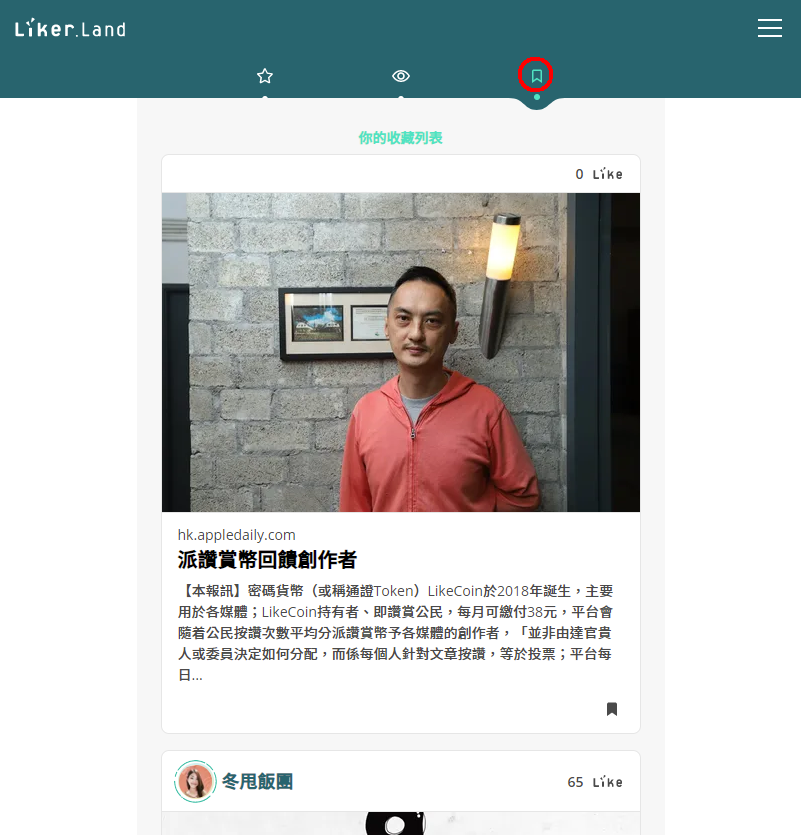 Liker.Land
你的收藏列表
0 Like
hk.appledaily.com
派讚賞幣回饋創作者
【本報訊】密碼貨幣（或稱通證Token）LikeCoin於2018年誕生，主要
用於各媒體；LikeCoin持有者、即讚賞公民，每月可繳付38元，平台會
隨着公民按讚次數平均分派讚賞幣予各媒體的創作者，「並非由達官貴
人或委員決定如何分配，而係每個人針對文章按讚，等於投票；平台每
日...
冬甩飯團
65 Like